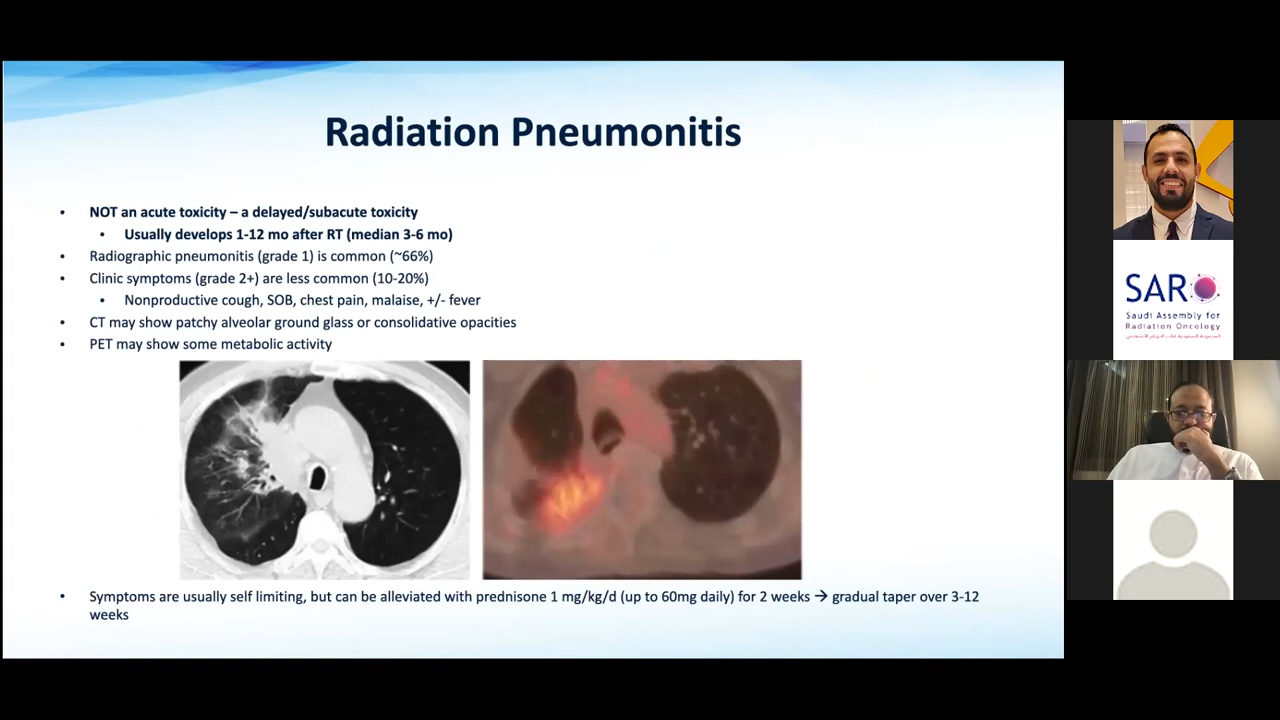 Radiation Pneumonitis
• NOT an acute toxicity – a delayed/subacute toxicity
• Usually develops 1-12 mo after RT (median 3-6 mo)
• Radiographic pneumonitis (grade 1) is common (~66%)
• Clinic symptoms (grade 2+) are less common (10-20%)
• Nonproductive cough, SOB, chest pain, malaise, +/- fever
• CT may show patchy alveolar ground glass or consolidative opacities
• PET may show some metabolic activity
• Symptoms are usually self limiting, but can be alleviated with prednisone 1 mg/kg/d (up to 60mg daily) for 2 weeks → gradual taper over 3-12
weeks
SARO
Saudi Assembly for
Radiation Oncology